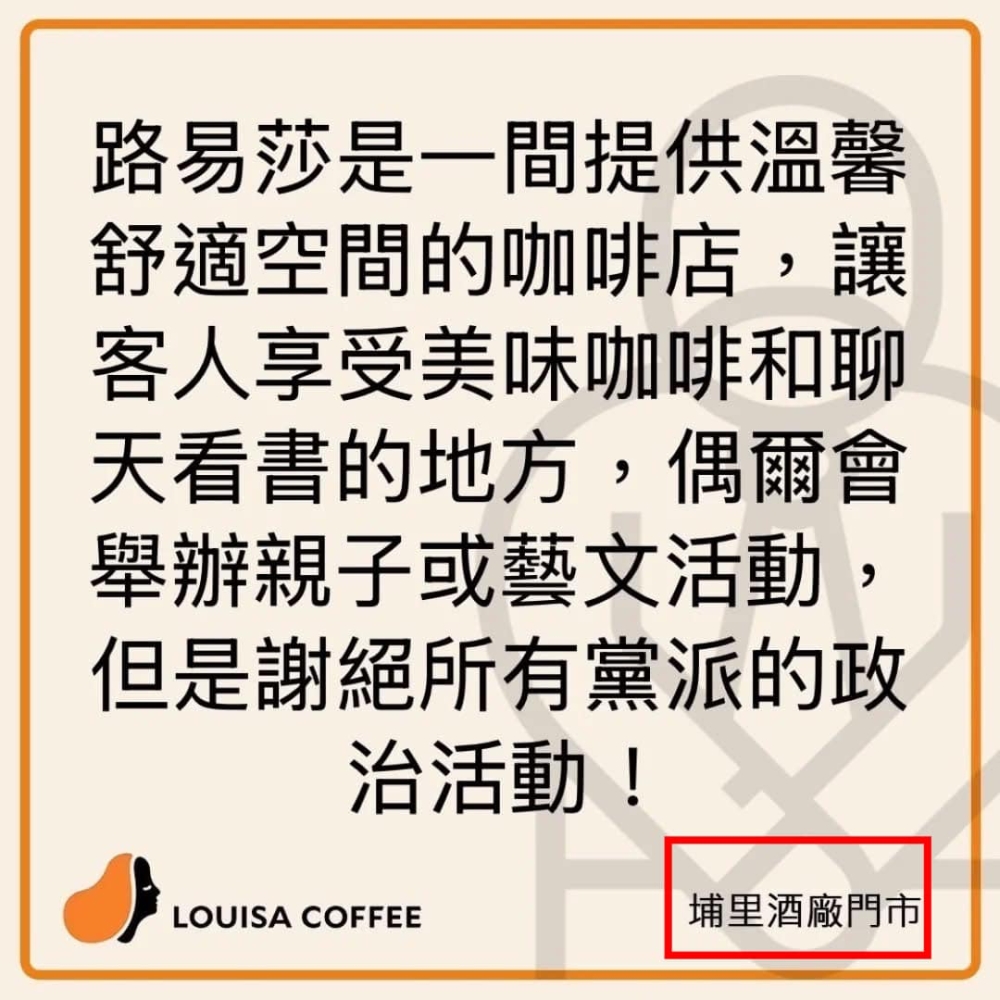 路易莎是一間提供溫馨
舒適空間的咖啡店，讓
客人享受美味咖啡和聊
天看書的地方，偶爾會
舉辦親子或藝文活動，
但是謝絕所有黨派的政
治活動！
LOUISA COFFEE
埔里酒廠門市